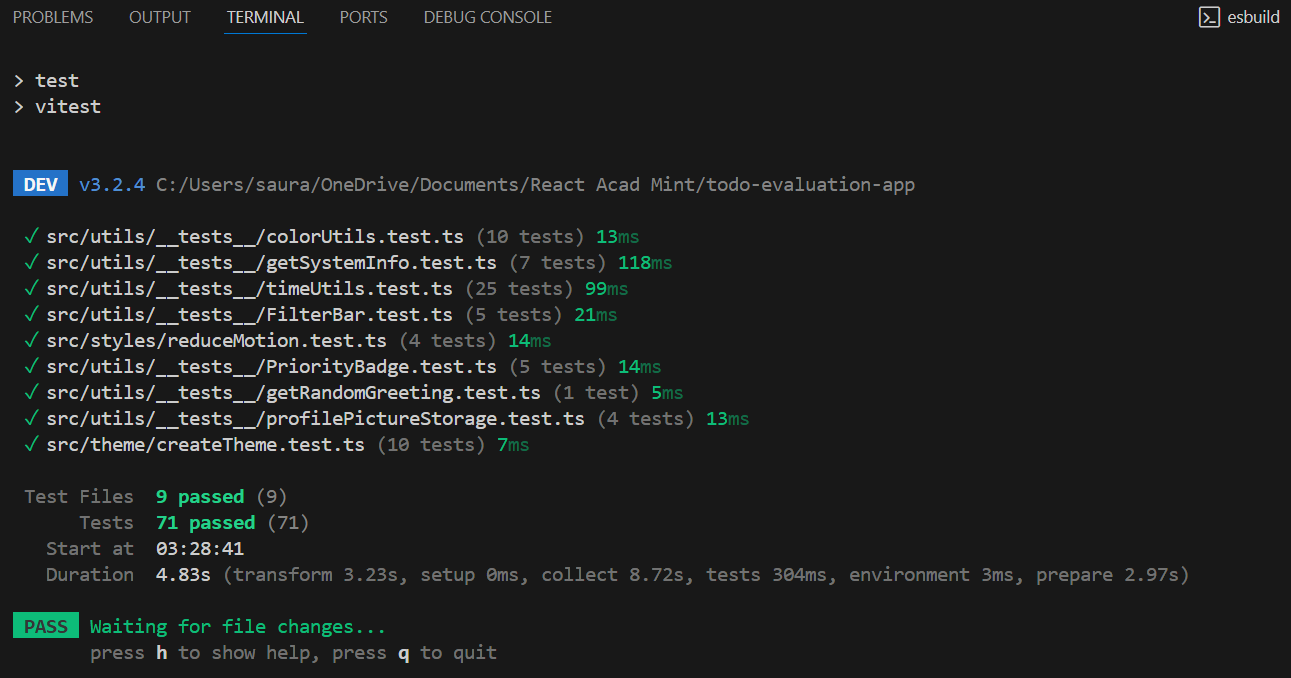 PROBLEMS OUTPUT TERMINAL PORTS DEBUG CONSOLE esbuild
> test
> vitest
DEV v3.2.4 C:/Users/saura/OneDrive/Documents/React Acad Mint/todo-evaluation-app
✓ src/utils/__tests__/colorUtils.test.ts (10 tests) 13ms
✓ src/utils/__tests__/getSystemInfo.test.ts (7 tests) 118ms
✓ src/utils/__tests__/timeUtils.test.ts (25 tests) 99ms
✓ src/utils/__tests__/FilterBar.test.ts (5 tests) 21ms
✓ src/styles/reduceMotion.test.ts (4 tests) 14ms
✓ src/utils/__tests__/PriorityBadge.test.ts (5 tests) 14ms
✓ src/utils/__tests__/getRandomGreeting.test.ts (1 test) 5ms
✓ src/utils/__tests__/profilePictureStorage.test.ts (4 tests) 13ms
✓ src/theme/createTheme.test.ts (10 tests) 7ms
Test Files 9 passed (9)
Tests 71 passed (71)
Start at 03:28:41
Duration 4.83s (transform 3.23s, setup 0ms, collect 8.72s, tests 304ms, environment 3ms, prepare 2.97s)
PASS Waiting for file changes...
press h to show help, press q to quit